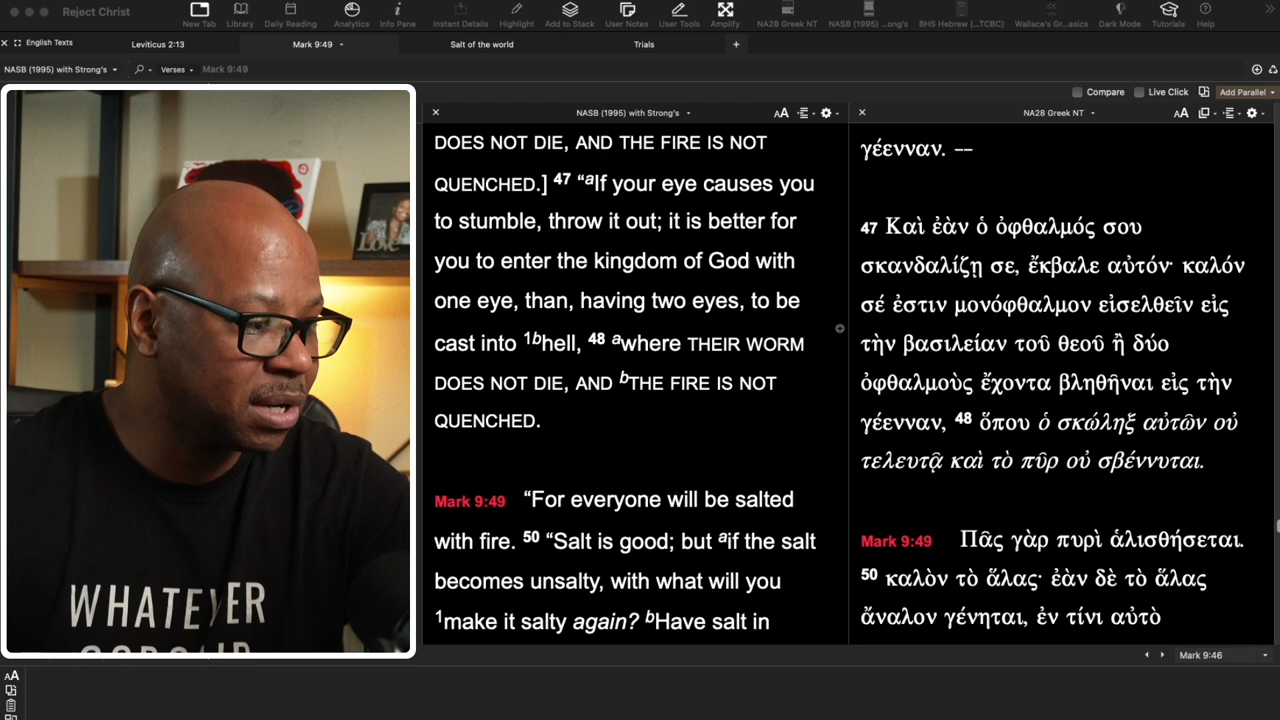 Reject Christ
New Tab
Library
Daily Reading
Analytics
Info Pane
Instant Details
Highlight
Add to Stack
User Notes
User Tools
Amplify
NA28 Greek NT
NASB (1995) ...ong's
BHS Hebrew (...TCBC)
Wallace's Gr...asics
Dark Mode
Tutorials
Help
English Texts
Leviticus 2:13
Mark 9:49
Salt of the world
Trials
NASB (1995) with Strong's
Verses
Mark 9:49
Compare
Live Click
Add Parallel
NASB (1995) with Strong's
DOES NOT DIE, AND THE FIRE IS NOT
QUENCHED.] 47 “aIf your eye causes you
to stumble, throw it out; it is better for
you to enter the kingdom of God with
one eye, than, having two eyes, to be
cast into 1bhell, 48 awhere THEIR WORM
DOES NOT DIE, AND bTHE FIRE IS NOT
QUENCHED.
Mark 9:49 “For everyone will be salted
with fire. 50 “Salt is good; but aif the salt
becomes unsalty, with what will you
1make it salty again? bHave salt in
NA28 Greek NT
γέενναν. --
47 Καὶ ἐὰν ὁ ὀφθαλμός σου
σκανδαλίζῃ σε, ἔκβαλε αὐτόν· καλόν
σέ ἐστιν μονόφθαλμον εἰσελθεῖν εἰς
τὴν βασιλείαν τοῦ θεοῦ ἢ δύο
ὀφθαλμοὺς ἔχοντα βληθῆναι εἰς τὴν
γέενναν, 48 ὅπου ὁ σκώληξ αὐτῶν οὐ
τελευτᾷ καὶ τὸ πῦρ οὐ σβέννυται.
Mark 9:49 Πᾶς γὰρ πυρὶ ἁλισθήσεται.
50 καλὸν τὸ ἅλας· ἐὰν δὲ τὸ ἅλας
ἄναλον γένηται, ἐν τίνι αὐτὸ
Mark 9:46
Love
WHATEVER